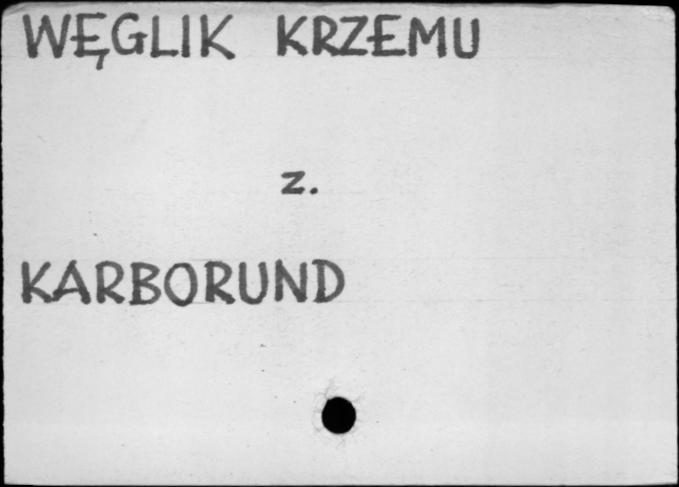 WĘGLIK KRZEMU
z.
KARBORUND